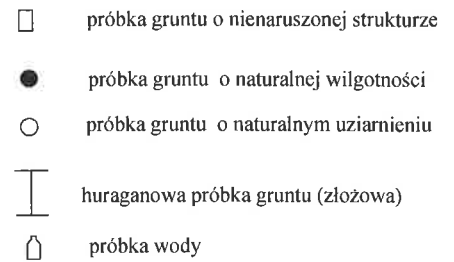 próbka gruntu o nienaruszonej strukturze
próbka gruntu o naturalnej wilgotności
próbka gruntu o naturalnym uziarnieniu
huraganowa próbka gruntu (złożowa)
próbka wody